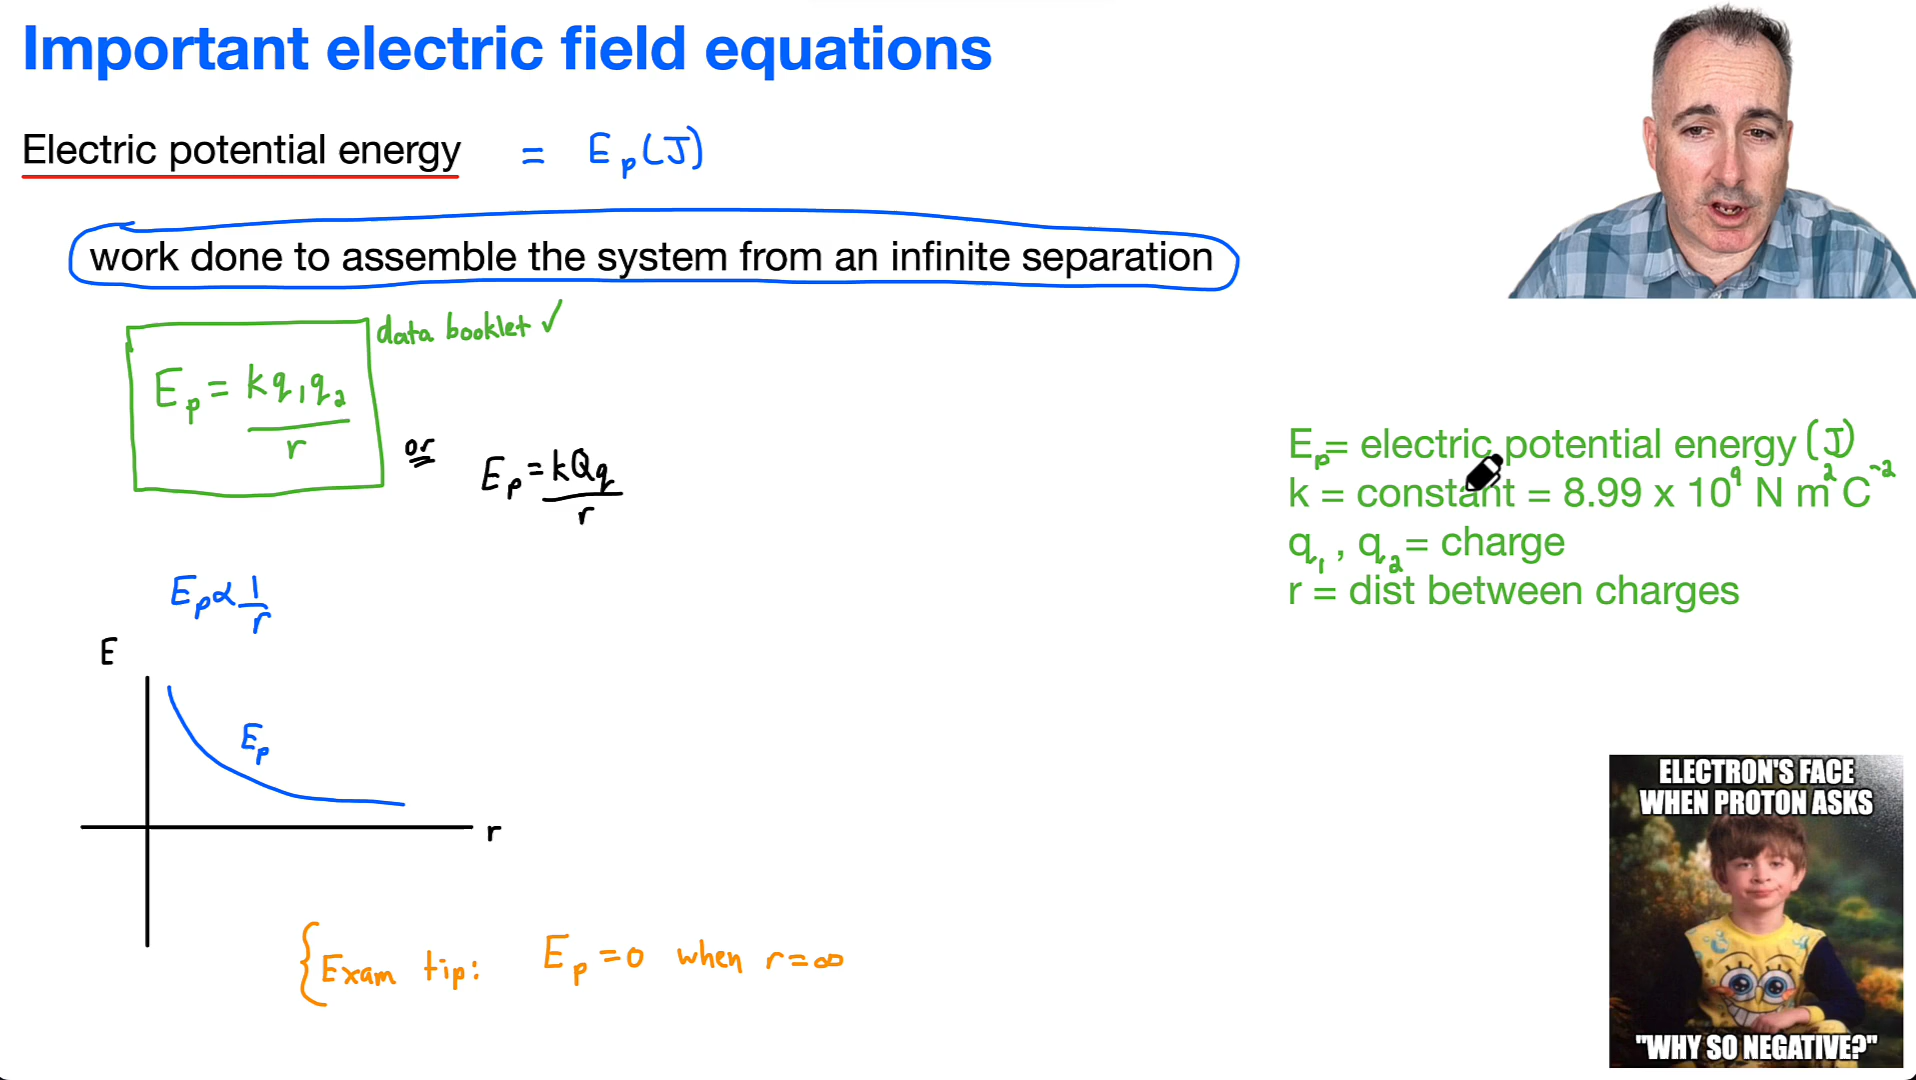 Important electric field equations
Electric potential energy = Eₚ (J)
work done to assemble the system from an infinite separation
data booklet ✓
Eₚ = kq₁q₂/r
or
Eₚ = kQq/r
Eₚ = electric potential energy (J)
k = constant = 8.99 x 10⁹ N m² C⁻²
q₁ , q₂ = charge
r = dist between charges
Eₚ ∝ 1/r
E
Eₚ
r
{Exam tip: Eₚ = 0 when r = ∞
ELECTRON'S FACE
WHEN PROTON ASKS
"WHY SO NEGATIVE?"